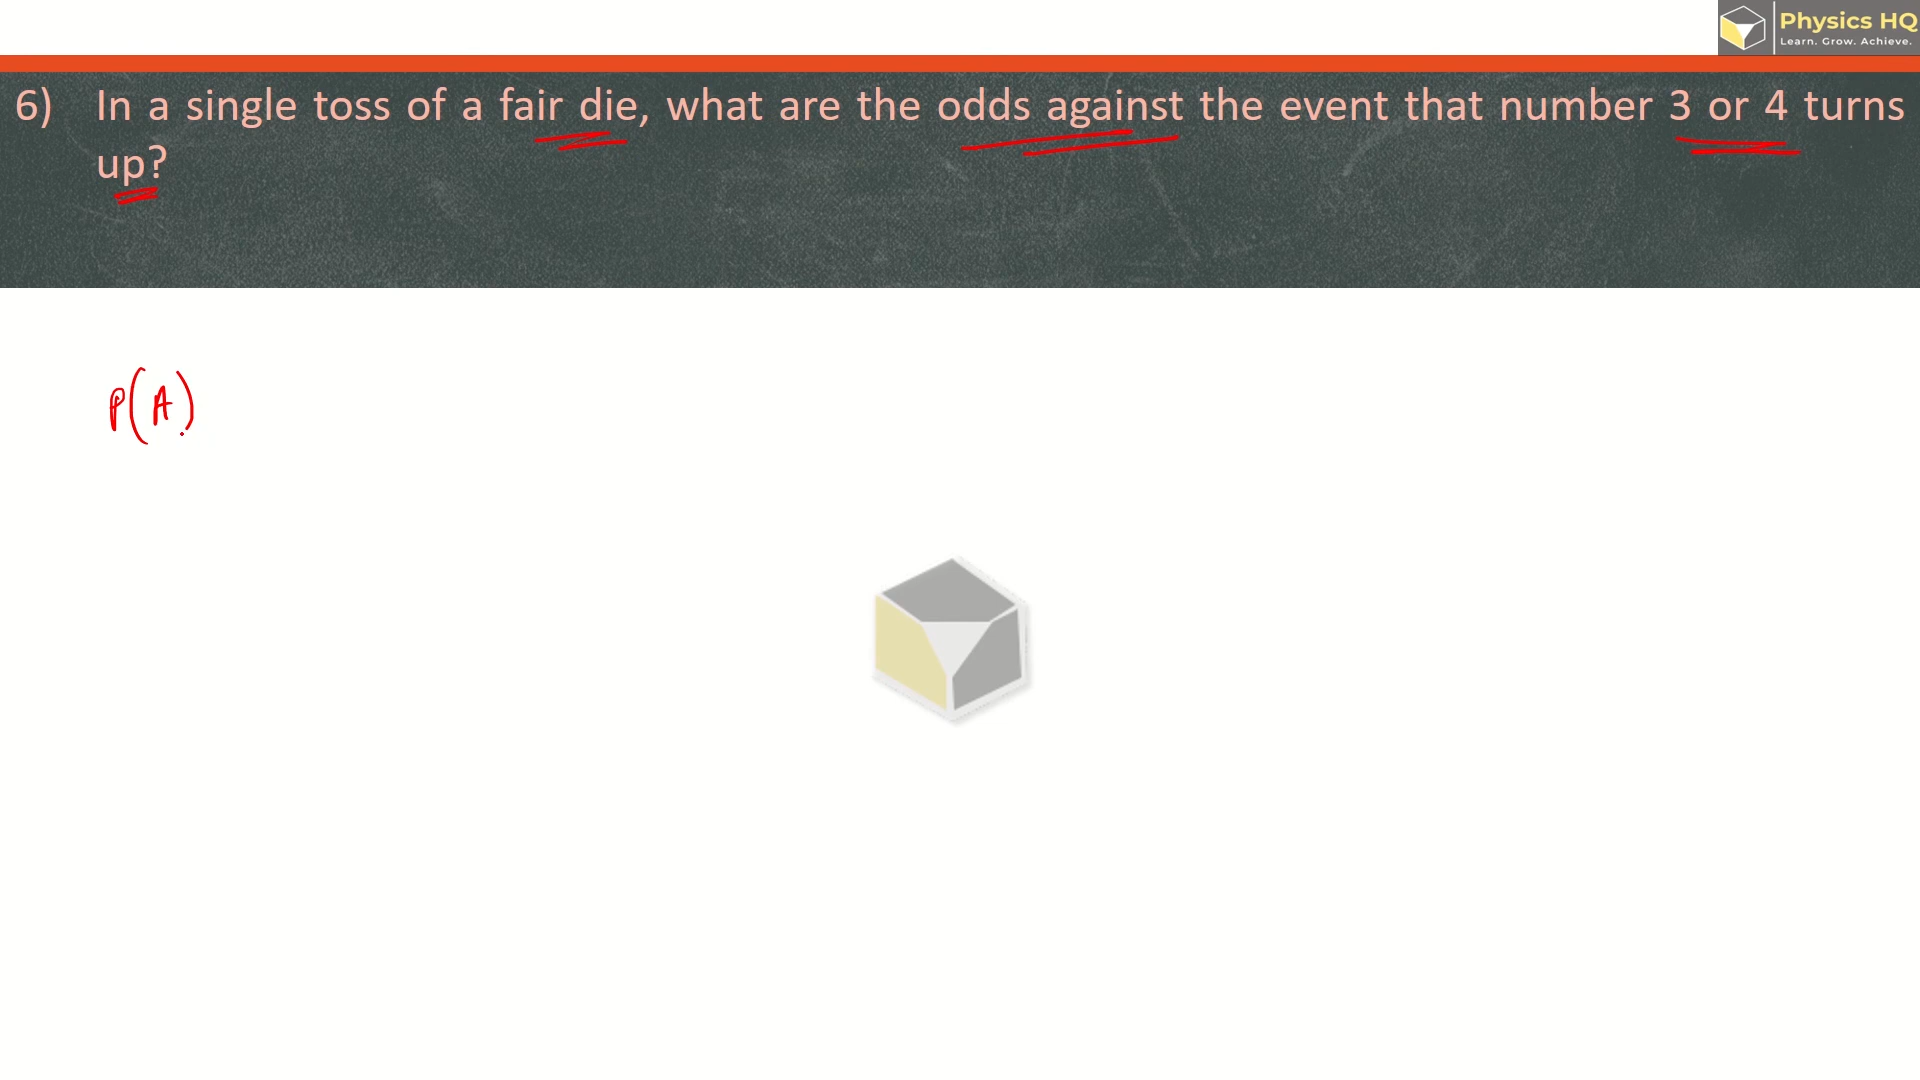 Physics HQ
Learn. Grow. Achieve.
6) In a single toss of a fair die, what are the odds against the event that number 3 or 4 turns
up?
P(A)